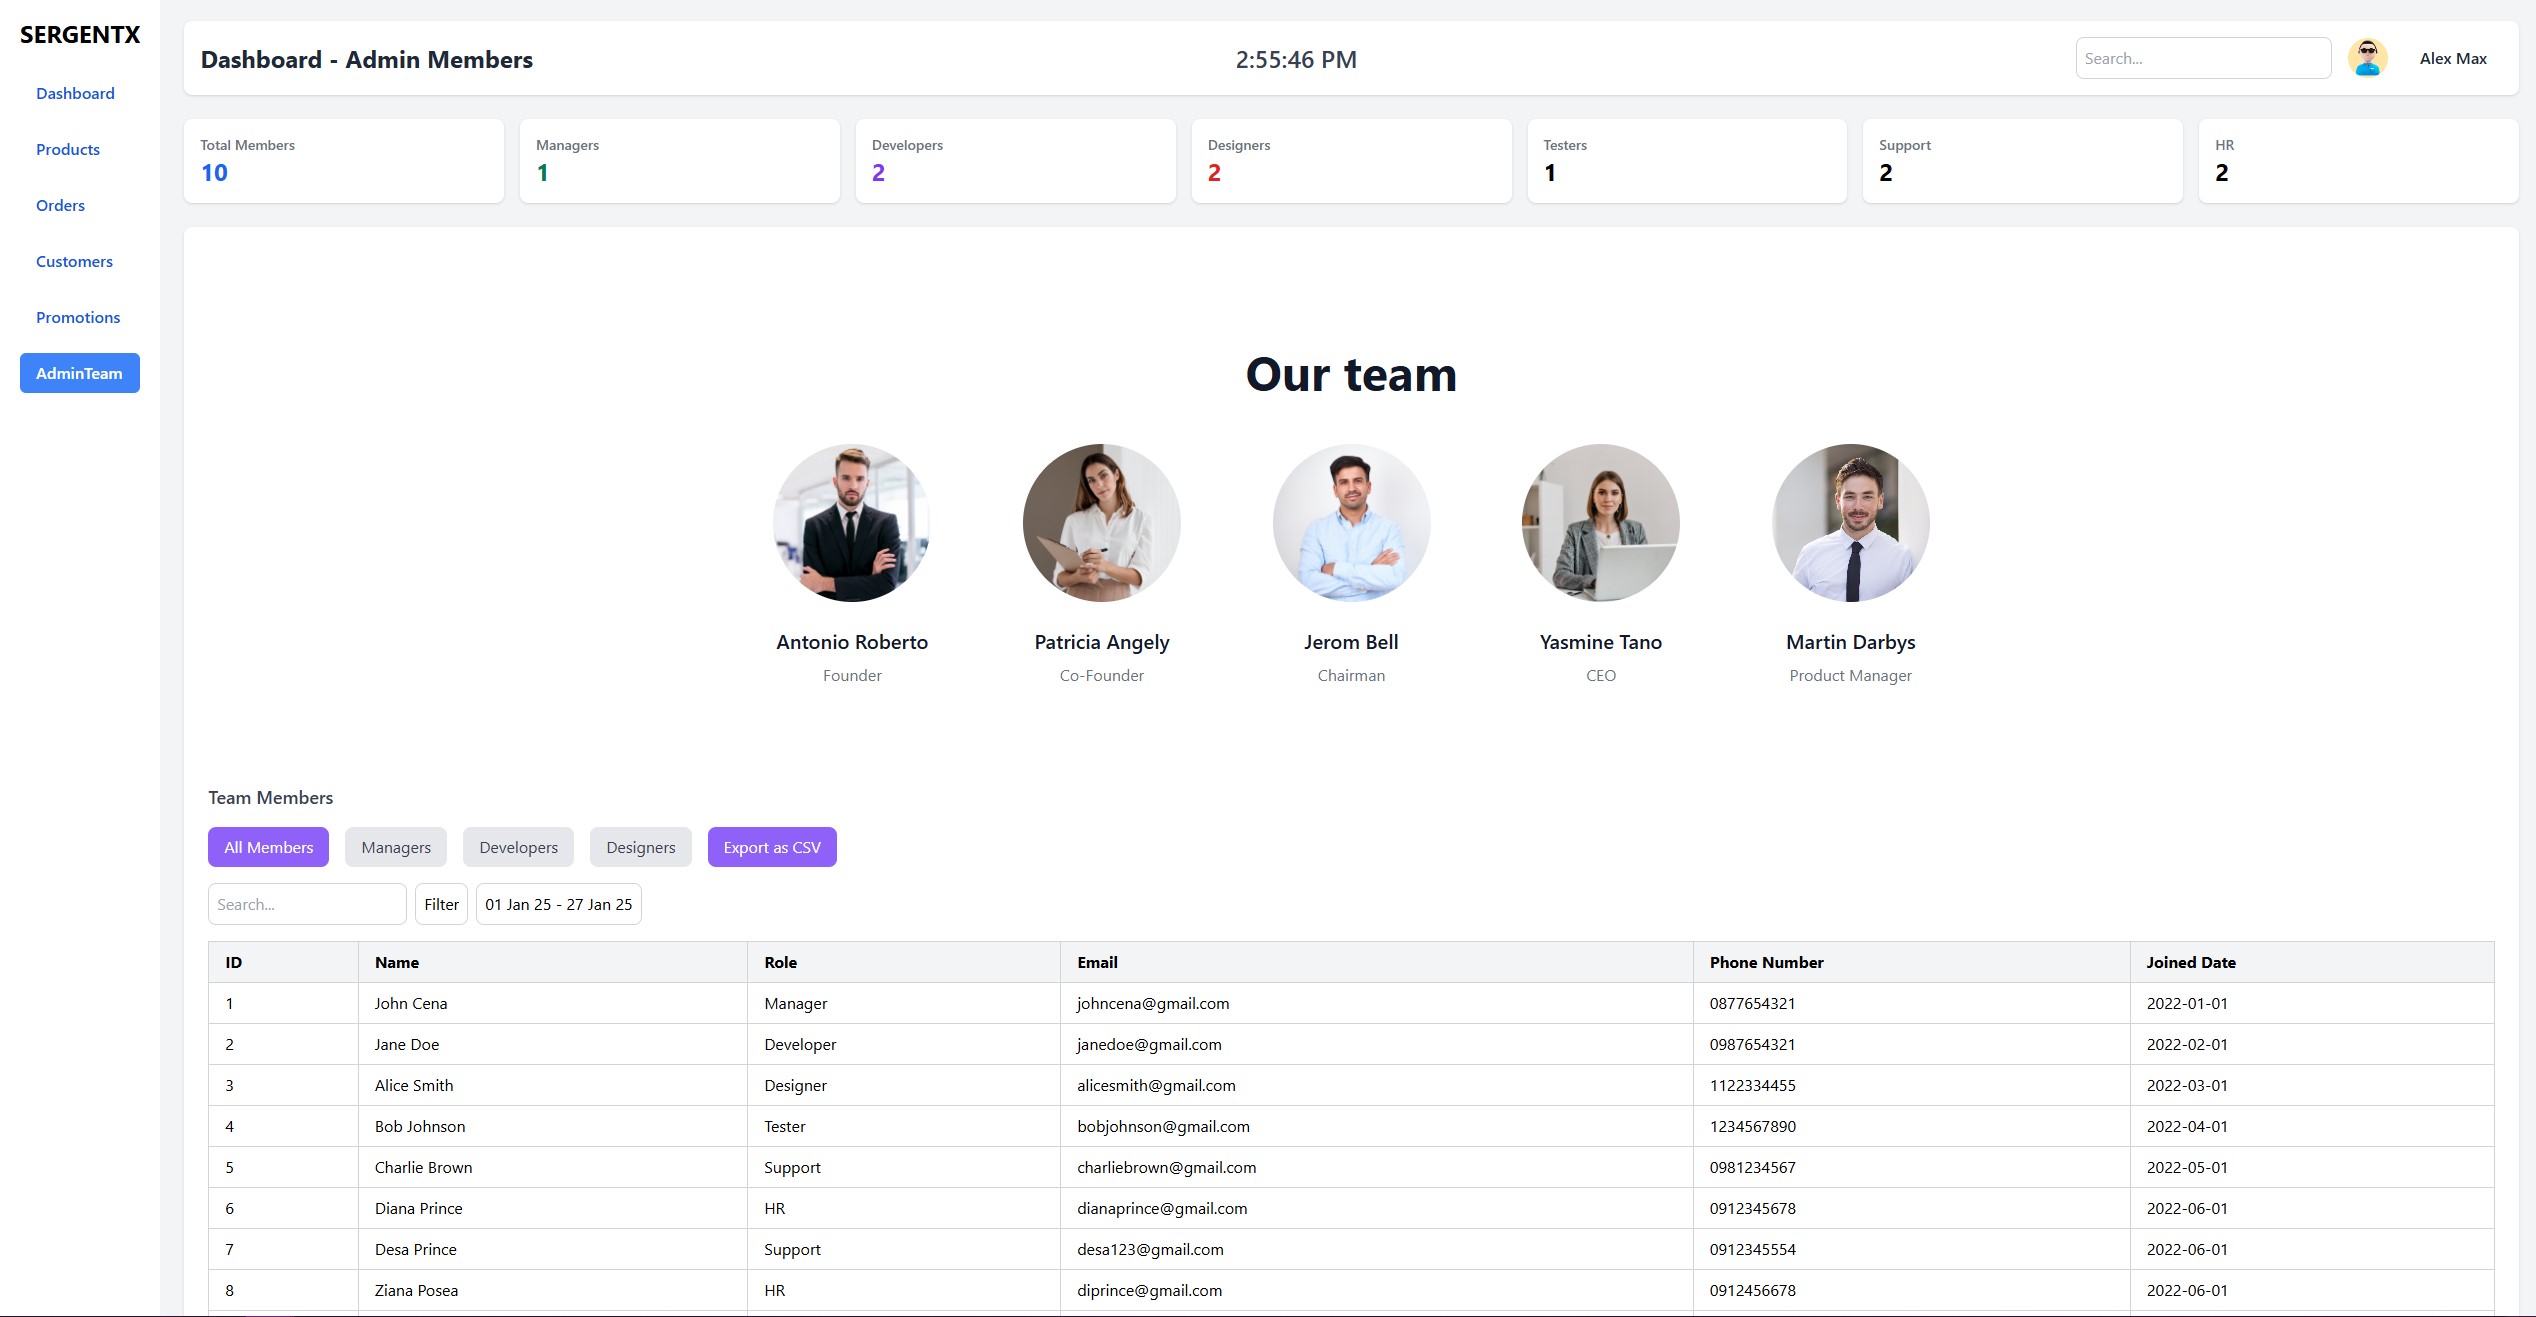 SERGENTX
Dashboard
Products
Orders
Customers
Promotions
AdminTeam
Dashboard - Admin Members
2:55:46 PM
Search...
Alex Max
Total Members
10
Managers
1
Developers
2
Designers
2
Testers
1
Support
2
HR
2
Our team
Antonio Roberto
Founder
Patricia Angely
Co-Founder
Jerom Bell
Chairman
Yasmine Tano
CEO
Martin Darbys
Product Manager
Team Members
All Members Managers Developers Designers Export as CSV
Search... Filter 01 Jan 25 - 27 Jan 25
ID Name Role Email Phone Number Joined Date
1 John Cena Manager johncena@gmail.com 0877654321 2022-01-01
2 Jane Doe Developer janedoe@gmail.com 0987654321 2022-02-01
3 Alice Smith Designer alicesmith@gmail.com 1122334455 2022-03-01
4 Bob Johnson Tester bobjohnson@gmail.com 1234567890 2022-04-01
5 Charlie Brown Support charliebrown@gmail.com 0981234567 2022-05-01
6 Diana Prince HR dianaprince@gmail.com 0912345678 2022-06-01
7 Desa Prince Support desa123@gmail.com 0912345554 2022-06-01
8 Ziana Posea HR diprince@gmail.com 0912456678 2022-06-01